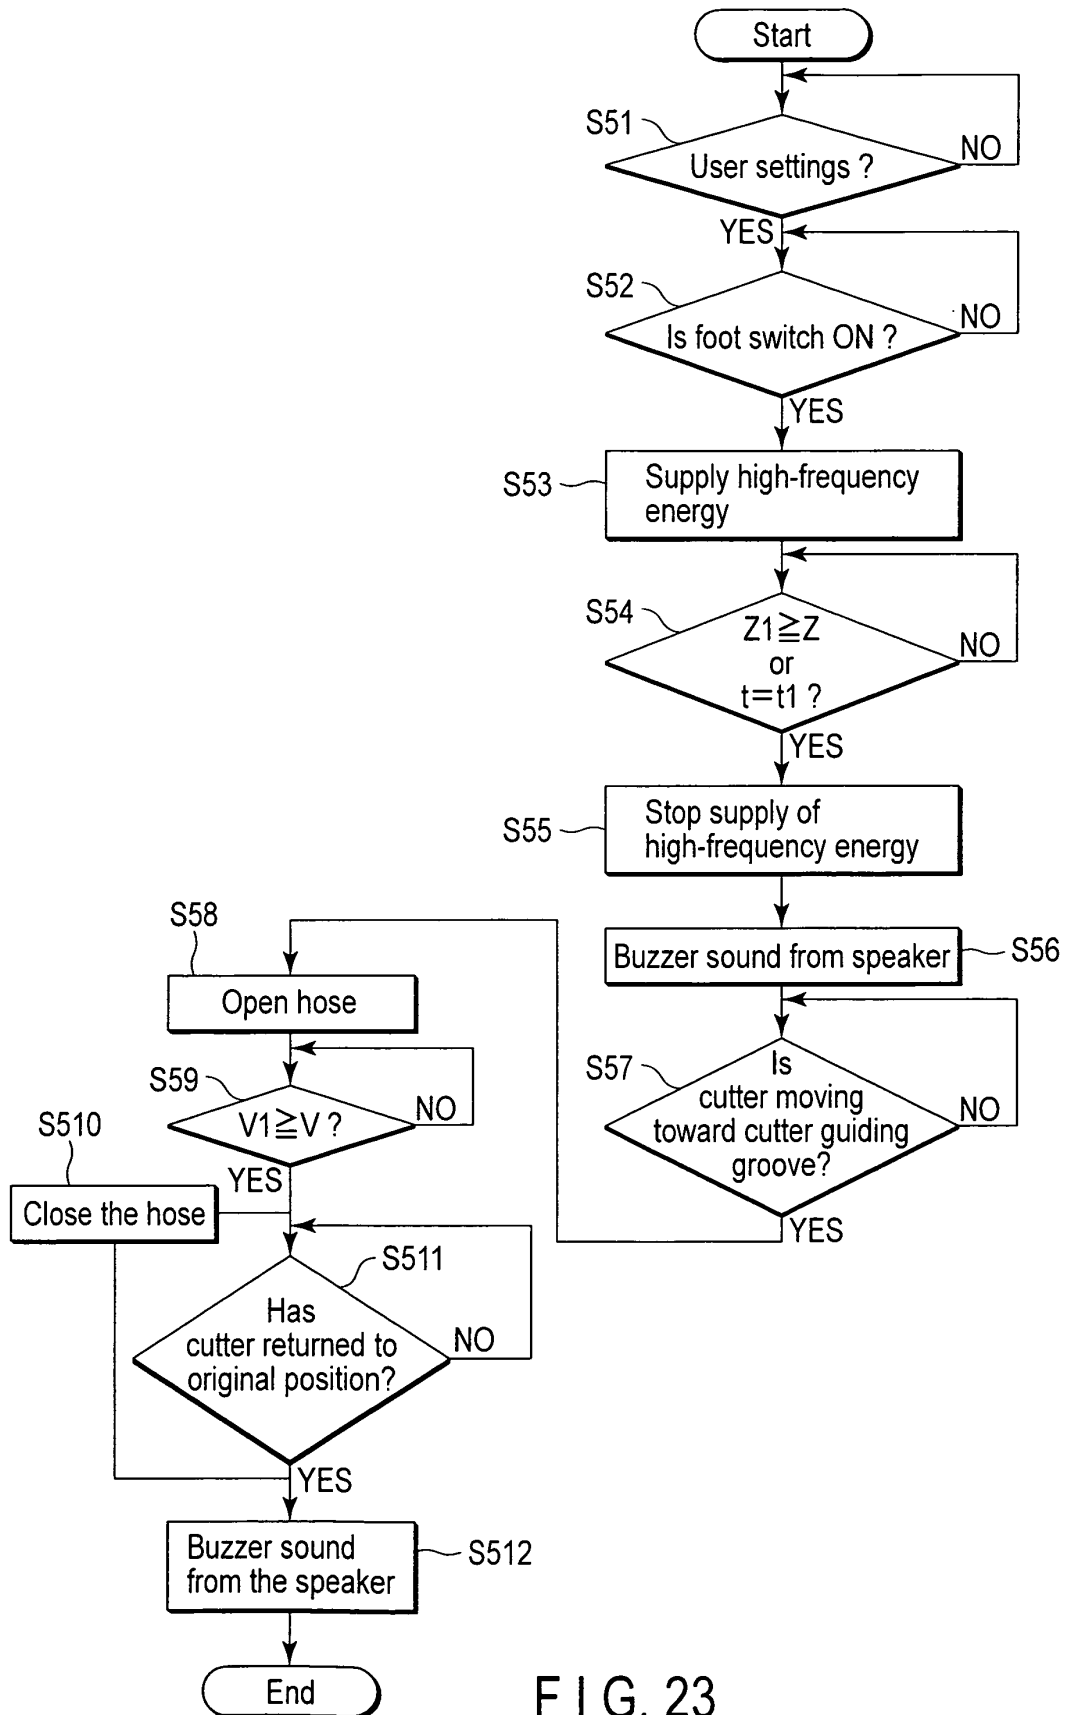 Start
S51
User settings ?
NO
YES
S52
Is foot switch ON ?
NO
YES
S53
Supply high-frequency
energy
S54
Z1≧Z
or
t=t1 ?
NO
YES
S55
Stop supply of
high-frequency energy
Buzzer sound from speaker
S56
S57
Is
cutter moving
toward cutter guiding
groove?
NO
YES
S58
Open hose
S59
V1≧V ?
NO
YES
S510
Close the hose
S511
Has
cutter returned to
original position?
NO
YES
Buzzer sound
from the speaker
S512
End
FIG. 23